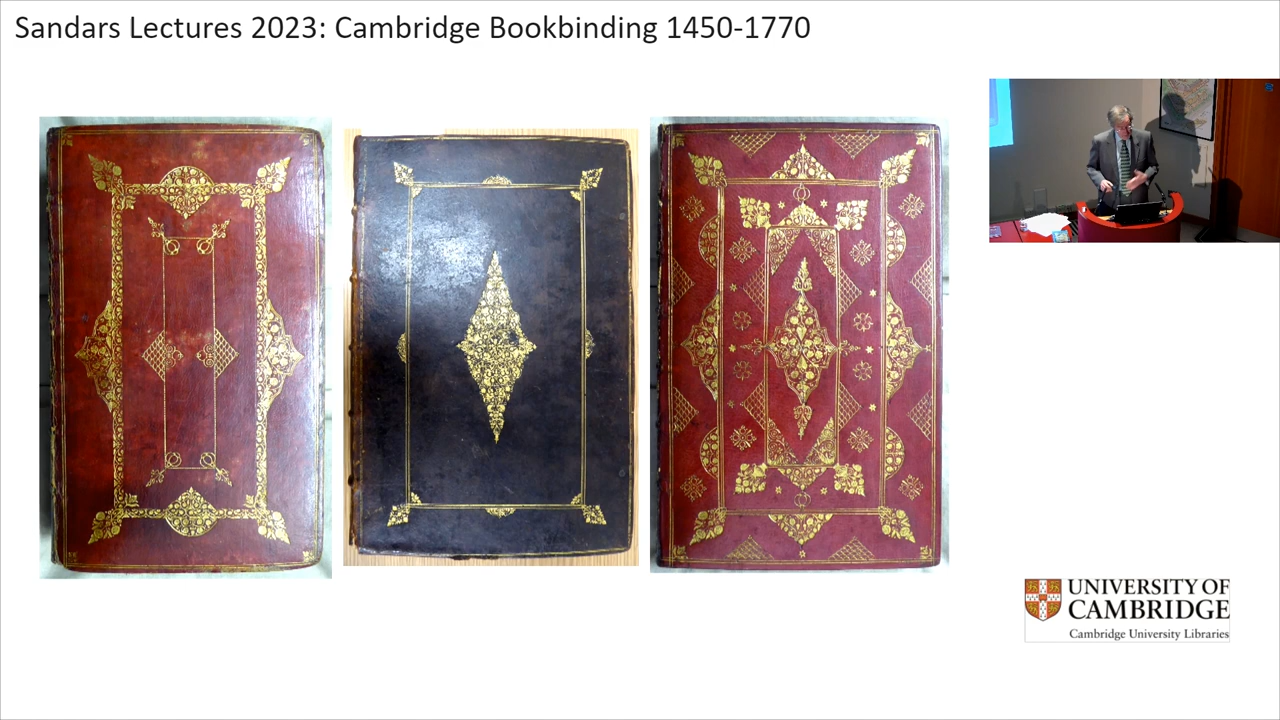 Sandars Lectures 2023: Cambridge Bookbinding 1450-1770
UNIVERSITY OF
CAMBRIDGE
Cambridge University Libraries